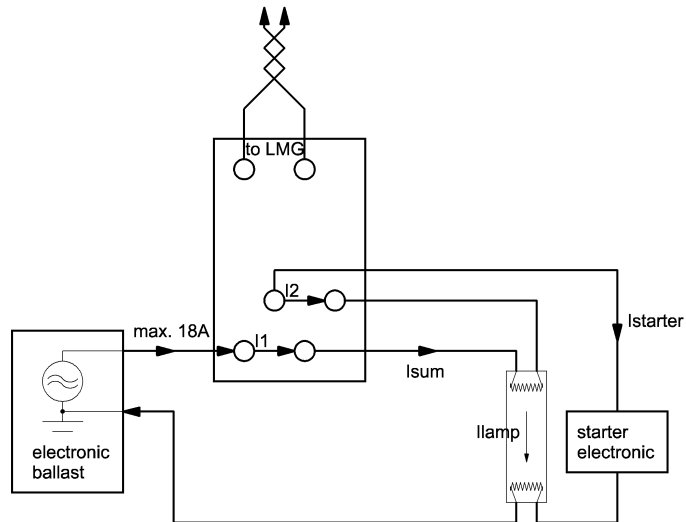 to LMG
I2
max. 18A
I1
Istarter
Isum
Ilamp
starter
electronic
electronic
ballast